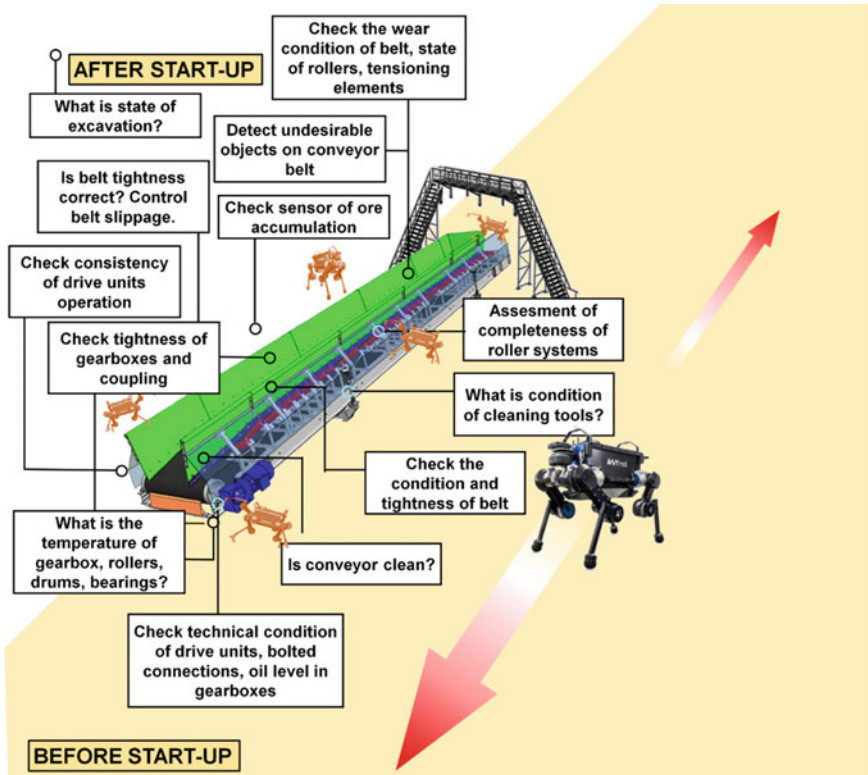 AFTER START-UP
Check the wear
condition of belt, state
of rollers, tensioning
elements
What is state of
excavation?
Detect undesirable
objects on conveyor
belt
Is belt tightness
correct? Control
belt slippage.
Check sensor of ore
accumulation
Check consistency
of drive units
operation
Assesment of
completeness of
roller systems
Check tightness of
gearboxes and
coupling
What is condition
of cleaning tools?
Check the
condition and
tightness of belt
What is the
temperature of
gearbox, rollers,
drums, bearings?
Is conveyor clean?
Check technical condition
of drive units, bolted
connections, oil level in
gearboxes
BEFORE START-UP